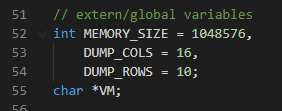 51 // extern/global variables
52 int MEMORY_SIZE = 1048576,
53 DUMP_COLS = 16,
54 DUMP_ROWS = 10;
55 char *VM;